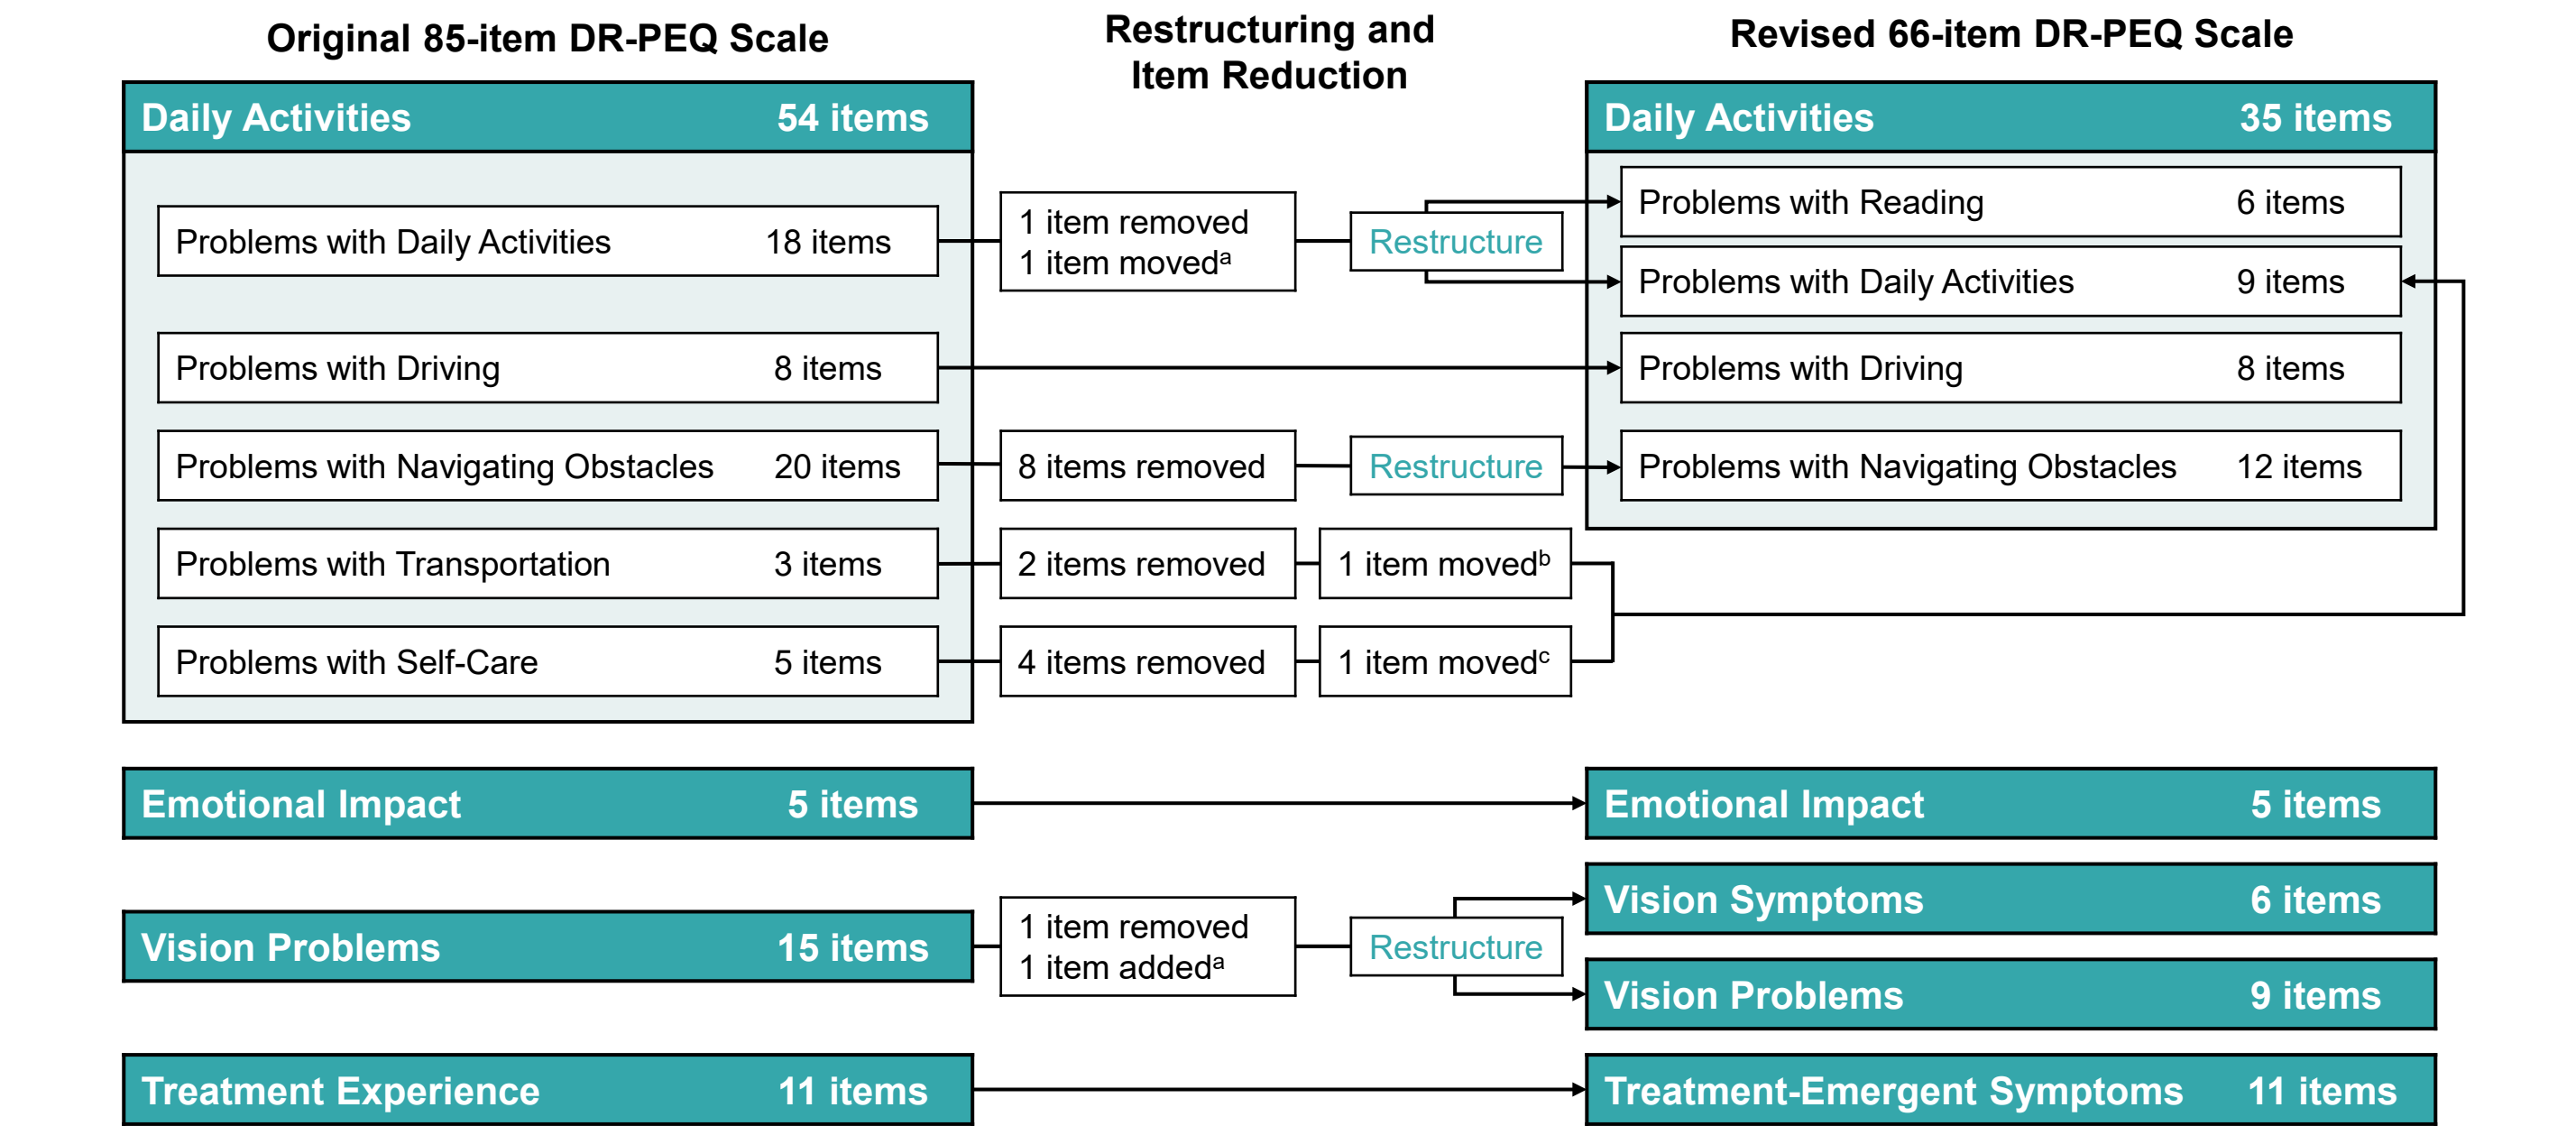 Original 85-item DR-PEQ Scale
Restructuring and
Item Reduction
Revised 66-item DR-PEQ Scale
Daily Activities 54 items
Problems with Daily Activities 18 items
Problems with Driving 8 items
Problems with Navigating Obstacles 20 items
Problems with Transportation 3 items
Problems with Self-Care 5 items
1 item removed
1 item movedᵃ
Restructure
8 items removed
Restructure
2 items removed
1 item movedᵇ
4 items removed
1 item movedᶜ
Daily Activities 35 items
Problems with Reading 6 items
Problems with Daily Activities 9 items
Problems with Driving 8 items
Problems with Navigating Obstacles 12 items
Emotional Impact 5 items
Emotional Impact 5 items
Vision Problems 15 items
1 item removed
1 item addedᵃ
Restructure
Vision Symptoms 6 items
Vision Problems 9 items
Treatment Experience 11 items
Treatment-Emergent Symptoms 11 items